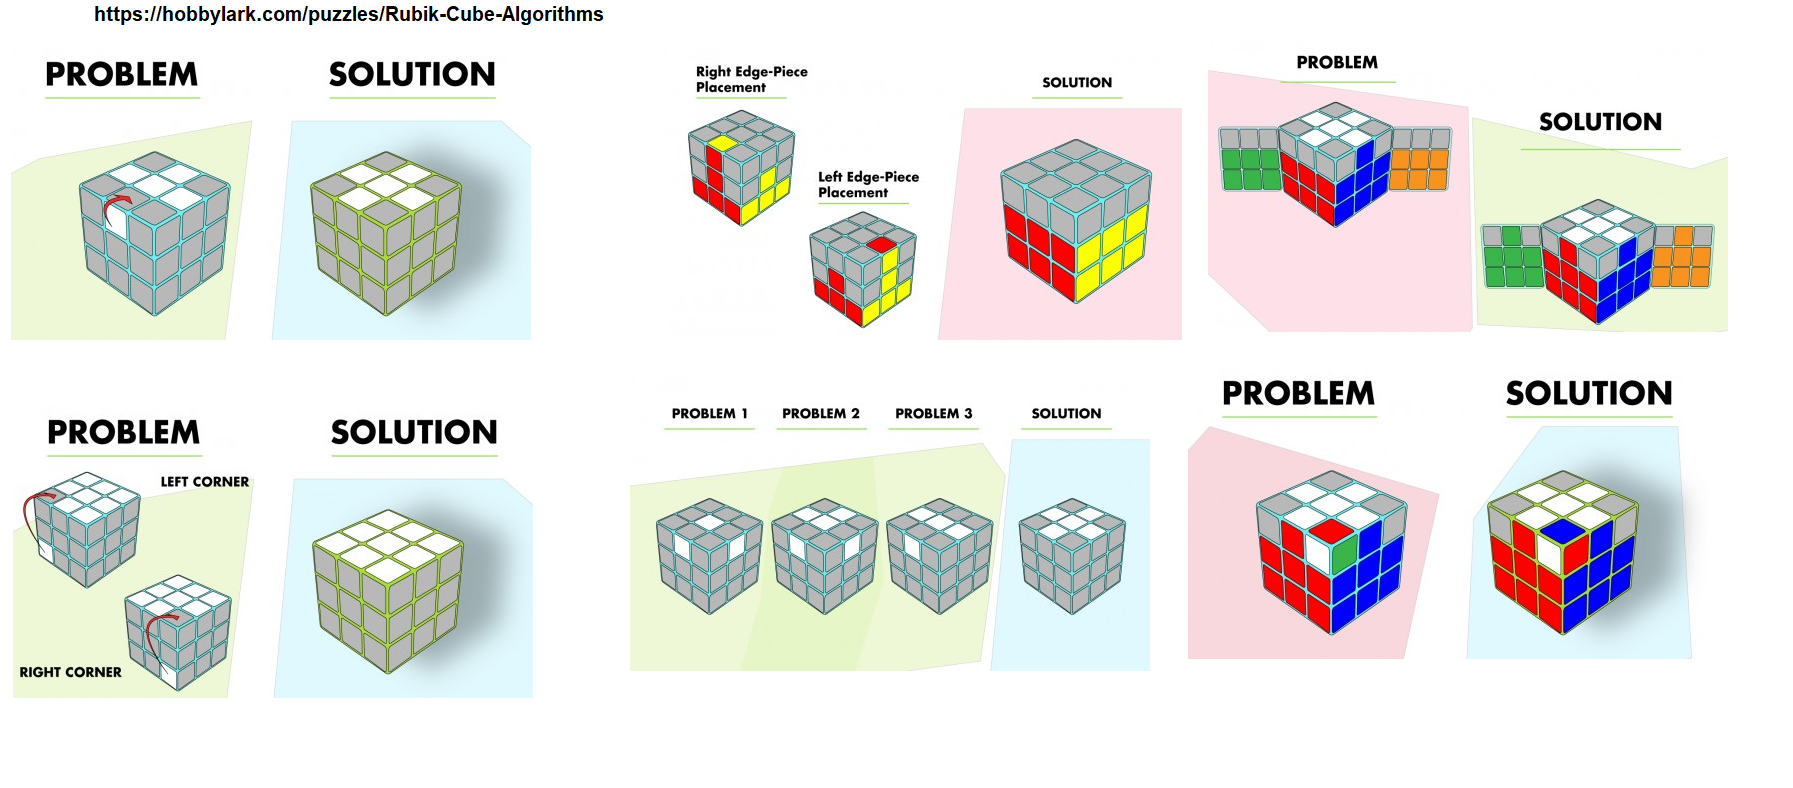 https://hobbylark.com/puzzles/Rubik-Cube-Algorithms
PROBLEM
SOLUTION
Right Edge-Piece
Placement
Left Edge-Piece
Placement
SOLUTION
PROBLEM
SOLUTION
PROBLEM
LEFT CORNER
RIGHT CORNER
SOLUTION
PROBLEM 1
PROBLEM 2
PROBLEM 3
SOLUTION
PROBLEM
SOLUTION